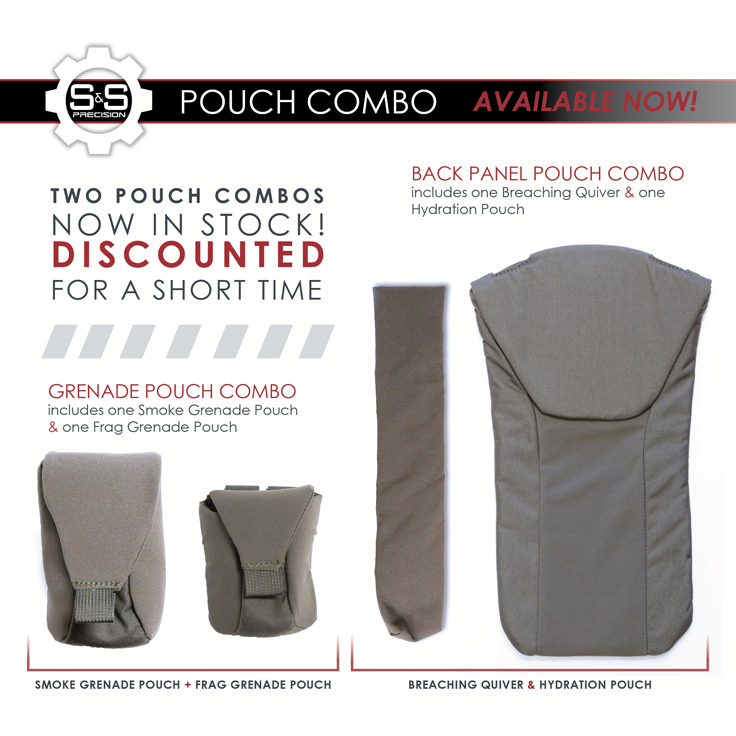 S&S
PRECISION
POUCH COMBO
AVAILABLE NOW!
TWO POUCH COMBOS
NOW IN STOCK!
DISCOUNTED
FOR A SHORT TIME
BACK PANEL POUCH COMBO
includes one Breaching Quiver & one
Hydration Pouch
GRENADE POUCH COMBO
includes one Smoke Grenade Pouch
& one Frag Grenade Pouch
SMOKE GRENADE POUCH + FRAG GRENADE POUCH
BREACHING QUIVER & HYDRATION POUCH